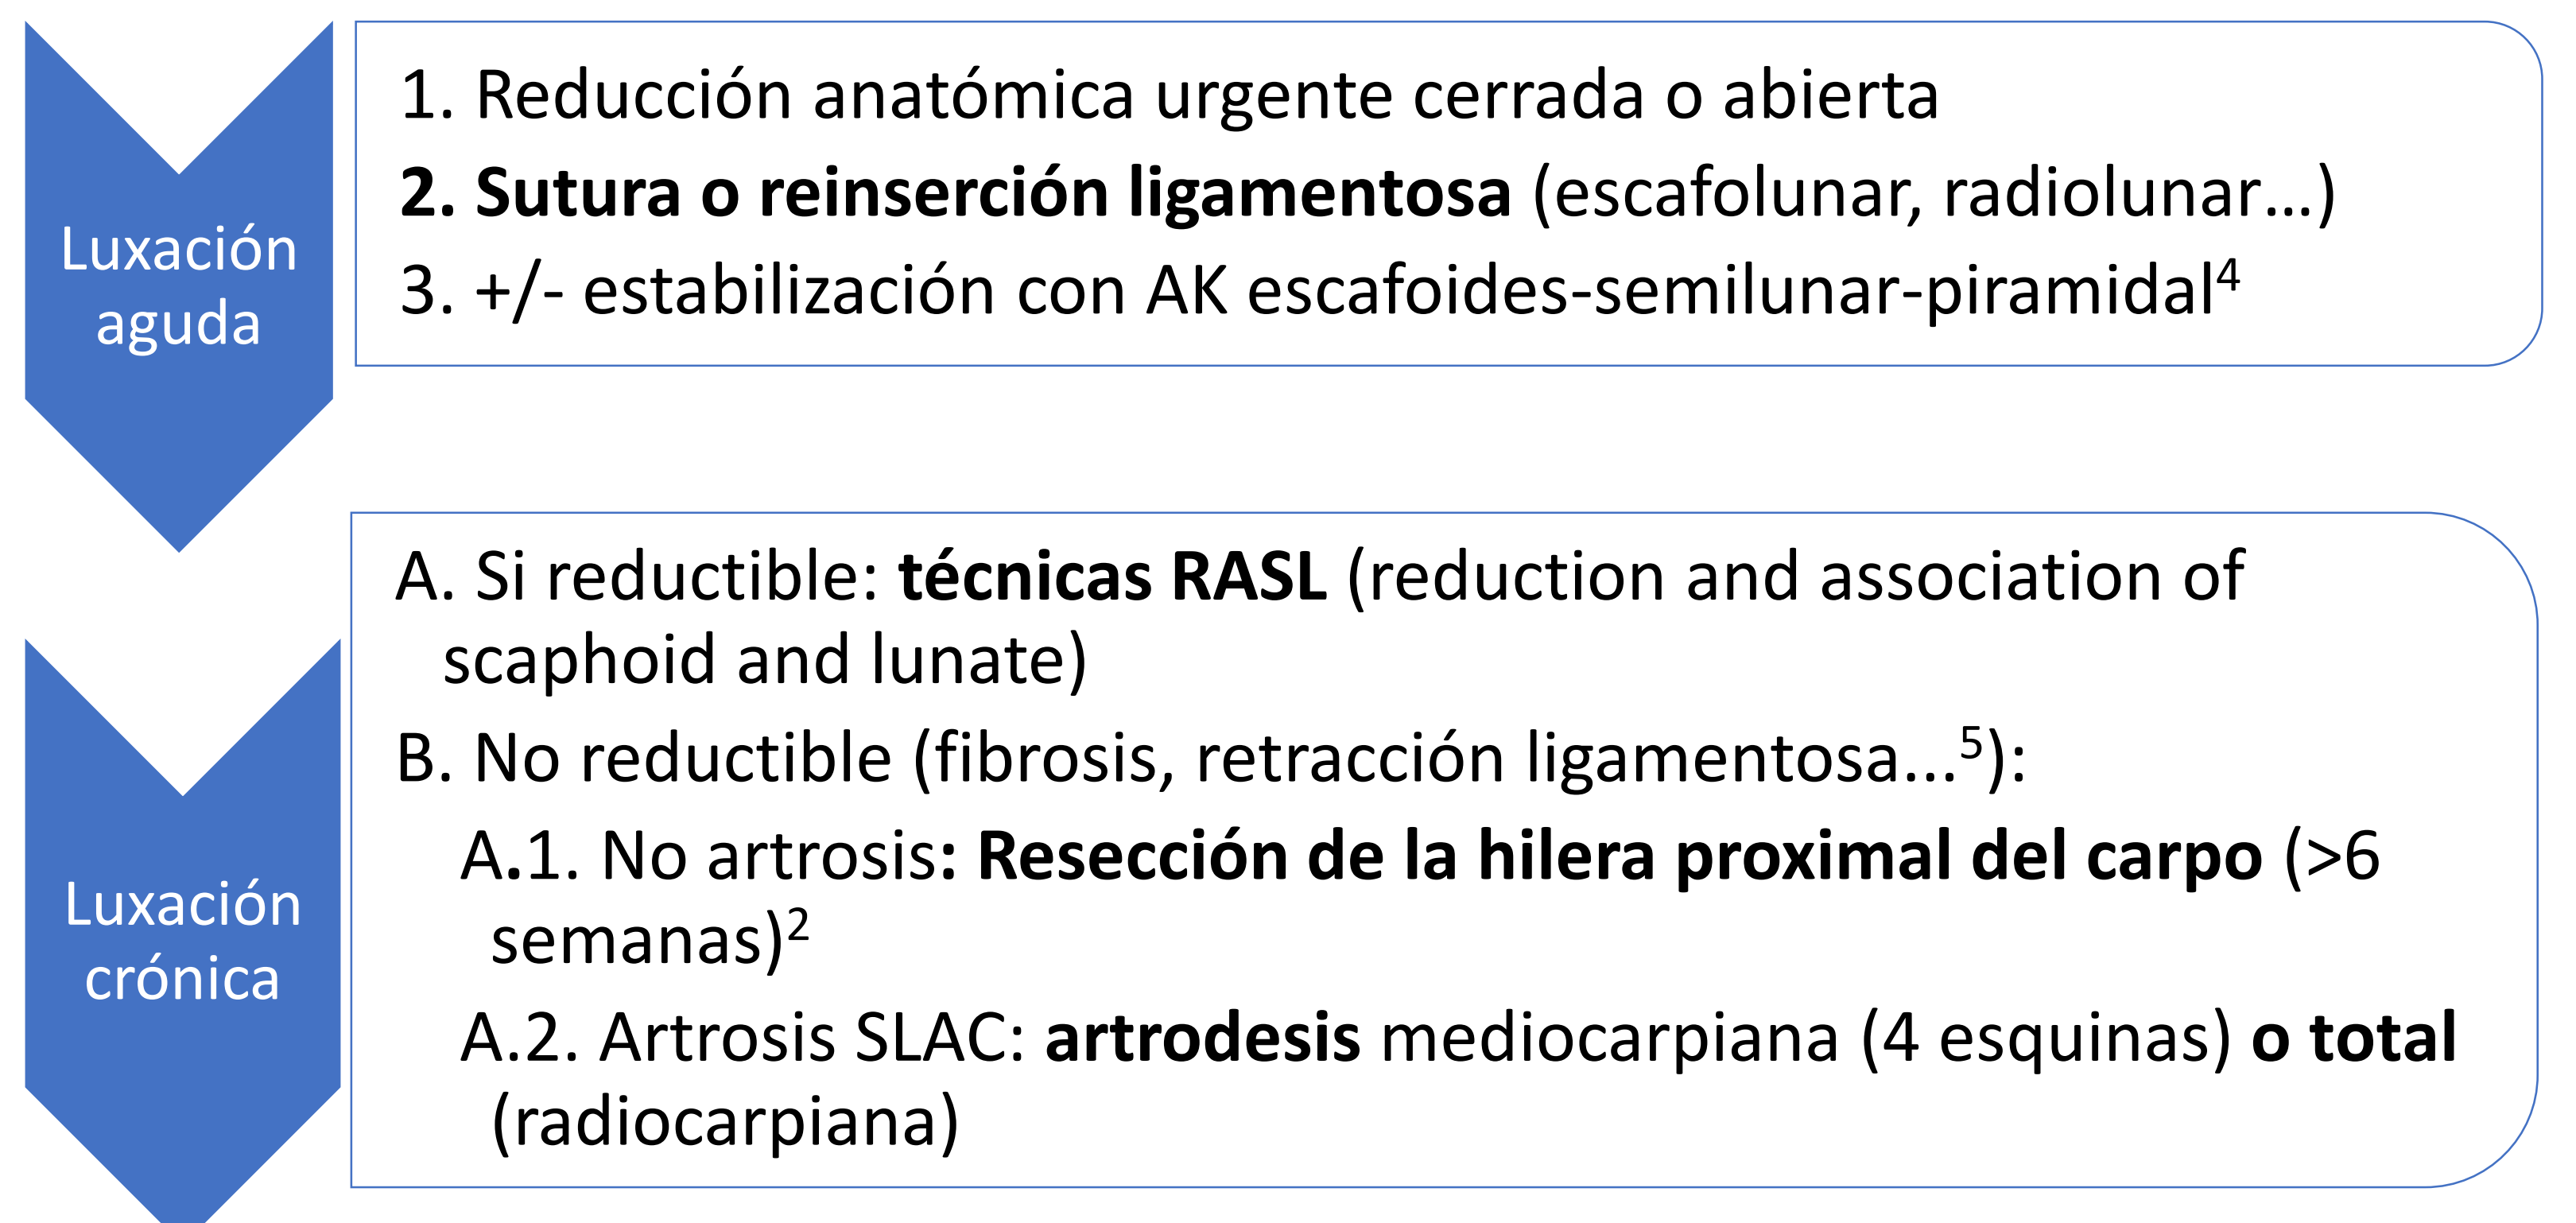 Luxación
aguda
1. Reducción anatómica urgente cerrada o abierta
2. Sutura o reinserción ligamentosa (escafolunar, radiolunar...)
3. +/- estabilización con AK escafoides-semilunar-piramidal⁴
Luxación
crónica
A. Si reductible: técnicas RASL (reduction and association of
scaphoid and lunate)
B. No reductible (fibrosis, retracción ligamentosa...⁵):
A.1. No artrosis: Resección de la hilera proximal del carpo (>6
semanas)²
A.2. Artrosis SLAC: artrodesis mediocarpiana (4 esquinas) o total
(radiocarpiana)